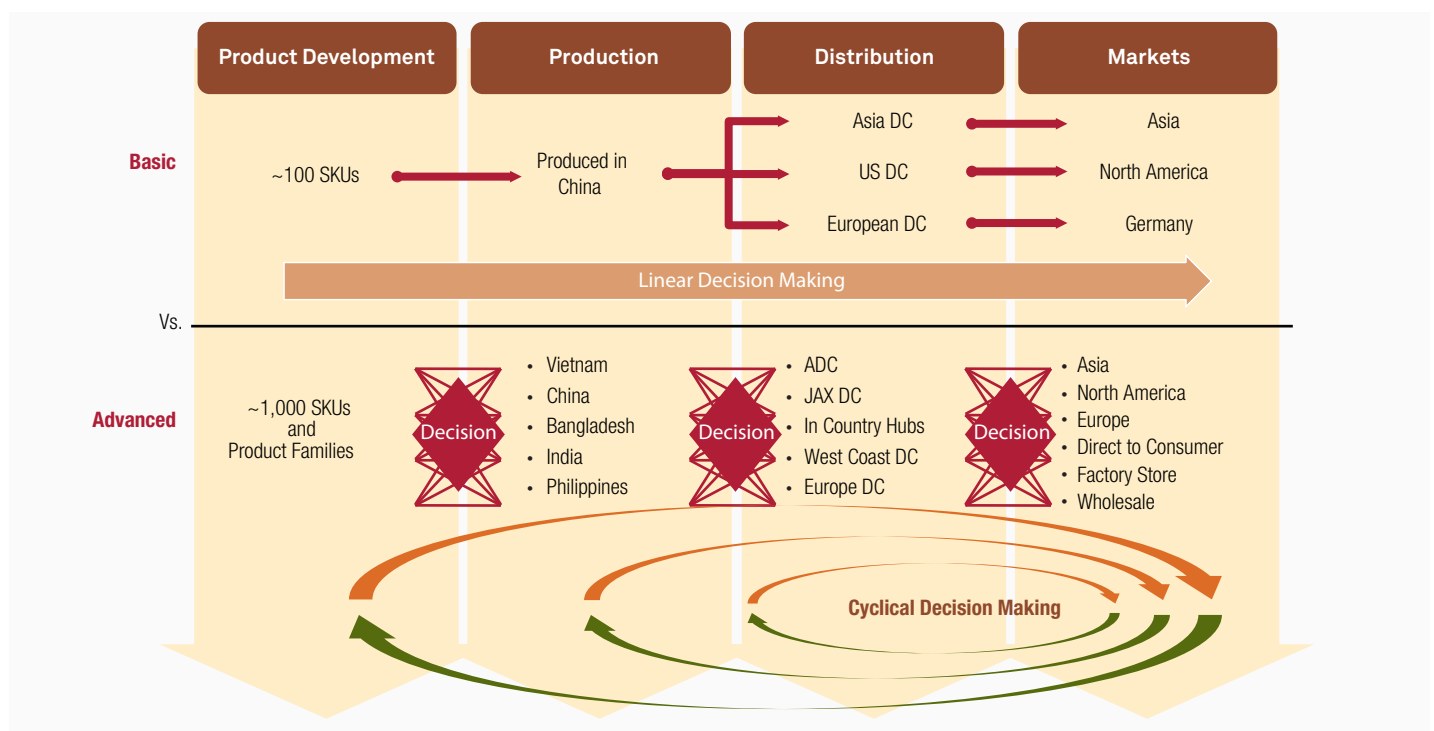 Product Development
Production
Distribution
Markets
Basic
~100 SKUs
Produced in
China
Asia DC
US DC
European DC
Asia
North America
Germany
Linear Decision Making
Vs.
Advanced
~1,000 SKUs
and
Product Families
Decision
• Vietnam
• China
• Bangladesh
• India
• Philippines
Decision
• ADC
• JAX DC
• In Country Hubs
• West Coast DC
• Europe DC
Decision
• Asia
• North America
• Europe
• Direct to Consumer
• Factory Store
• Wholesale
Cyclical Decision Making